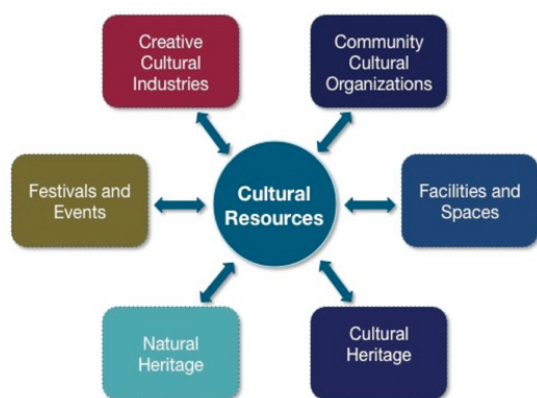 Creative
Cultural
Industries
Community
Cultural
Organizations
Festivals and
Events
Cultural
Resources
Facilities and
Spaces
Natural
Heritage
Cultural
Heritage